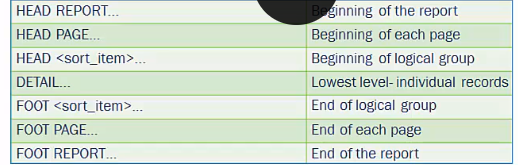 HEAD REPORT... Beginning of the report
HEAD PAGE... Beginning of each page
HEAD <sort_item>... Beginning of logical group
DETAIL... Lowest level- individual records
FOOT <sort_item>... End of logical group
FOOT PAGE... End of each page
FOOT REPORT... End of the report